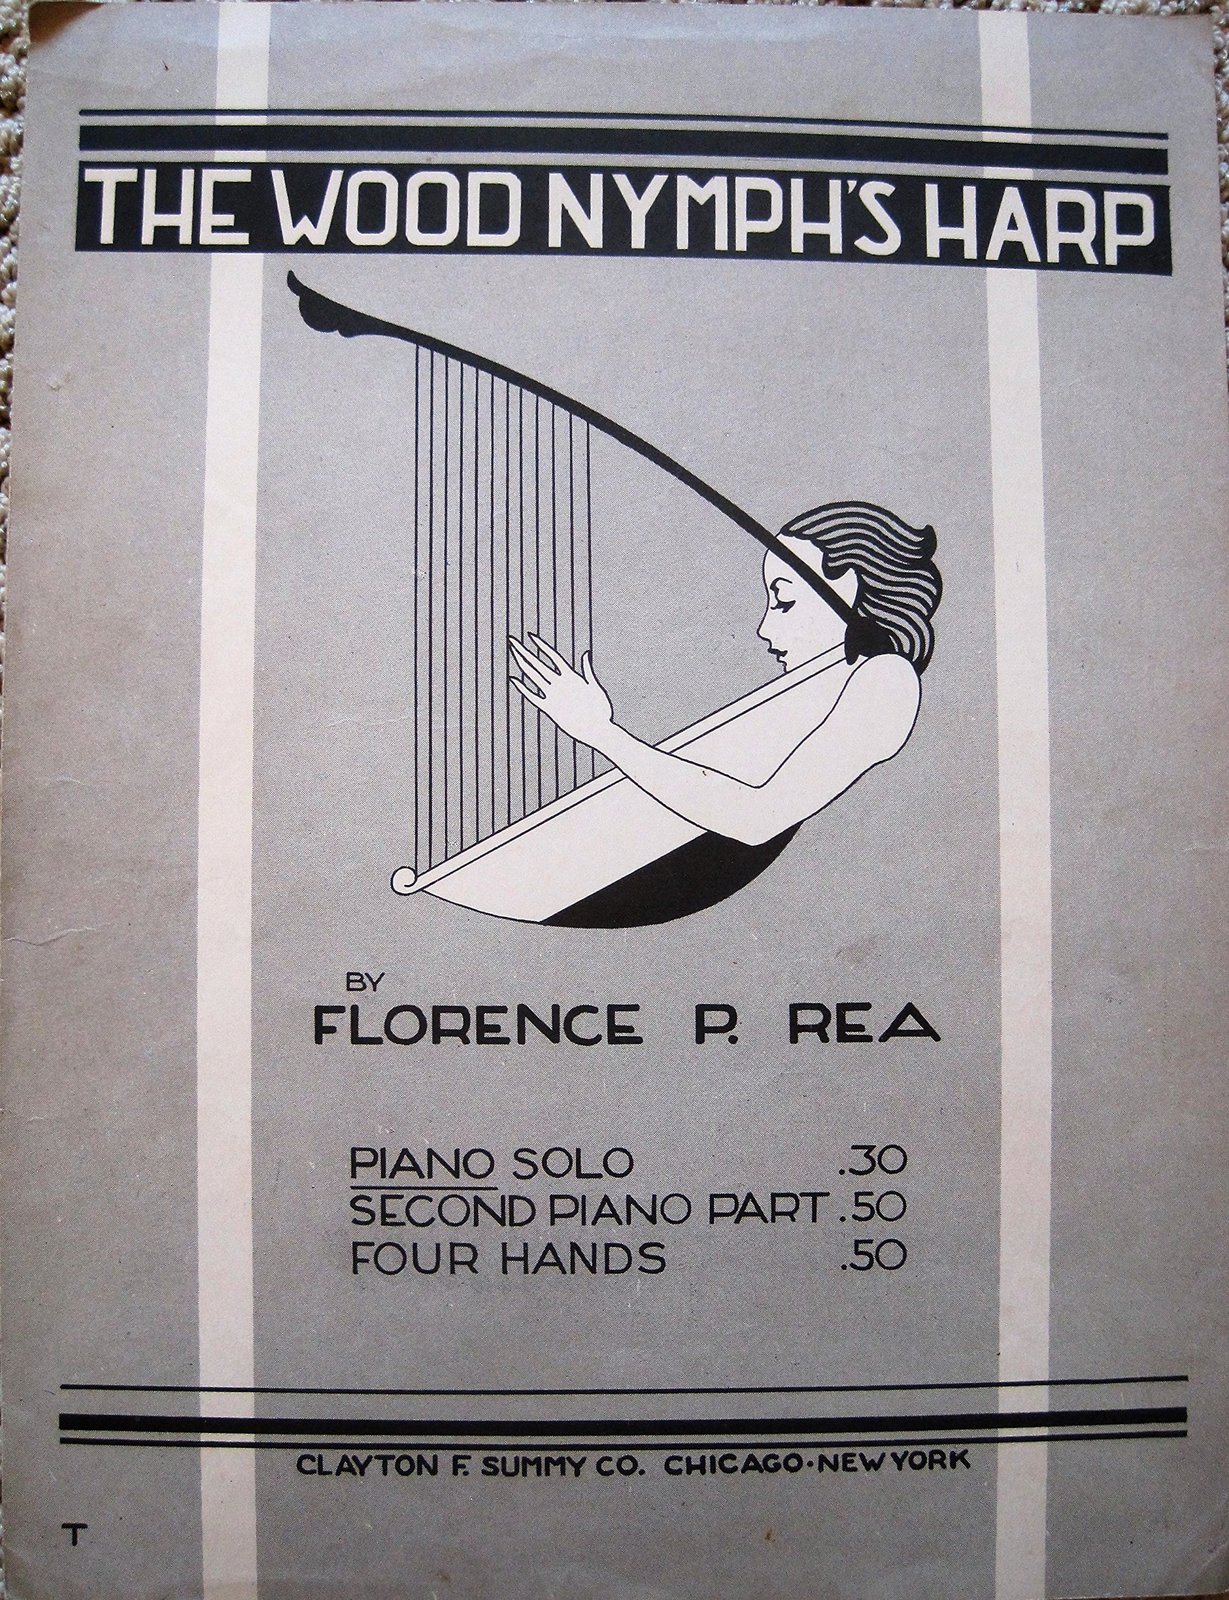 THE WOOD NYMPH'S HARP
BY
FLORENCE P. REA
PIANO SOLO .30
SECOND PIANO PART .50
FOUR HANDS .50
CLAYTON F. SUMMY CO. CHICAGO·NEW YORK
T